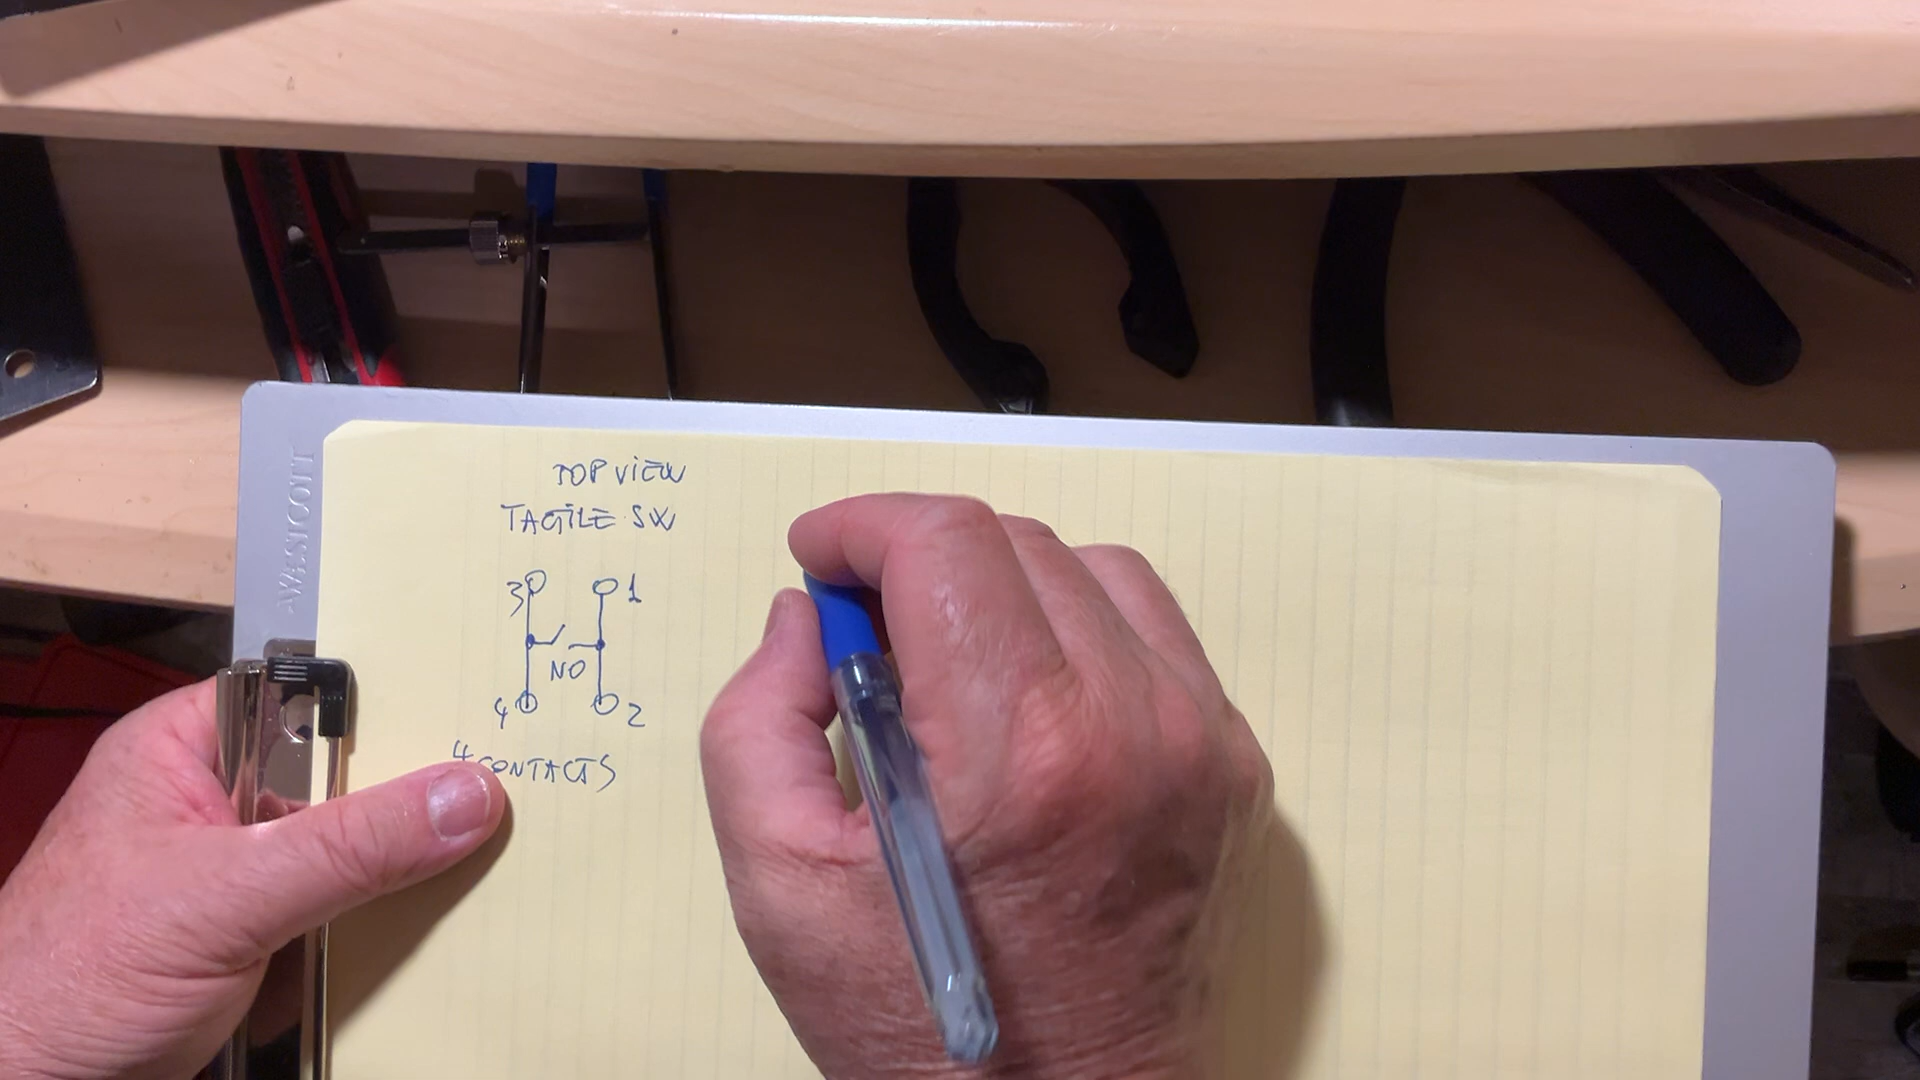 TOP VIEW
TACTILE SW
3 1
NO
4 2
4 CONTACTS
WESTCOTT